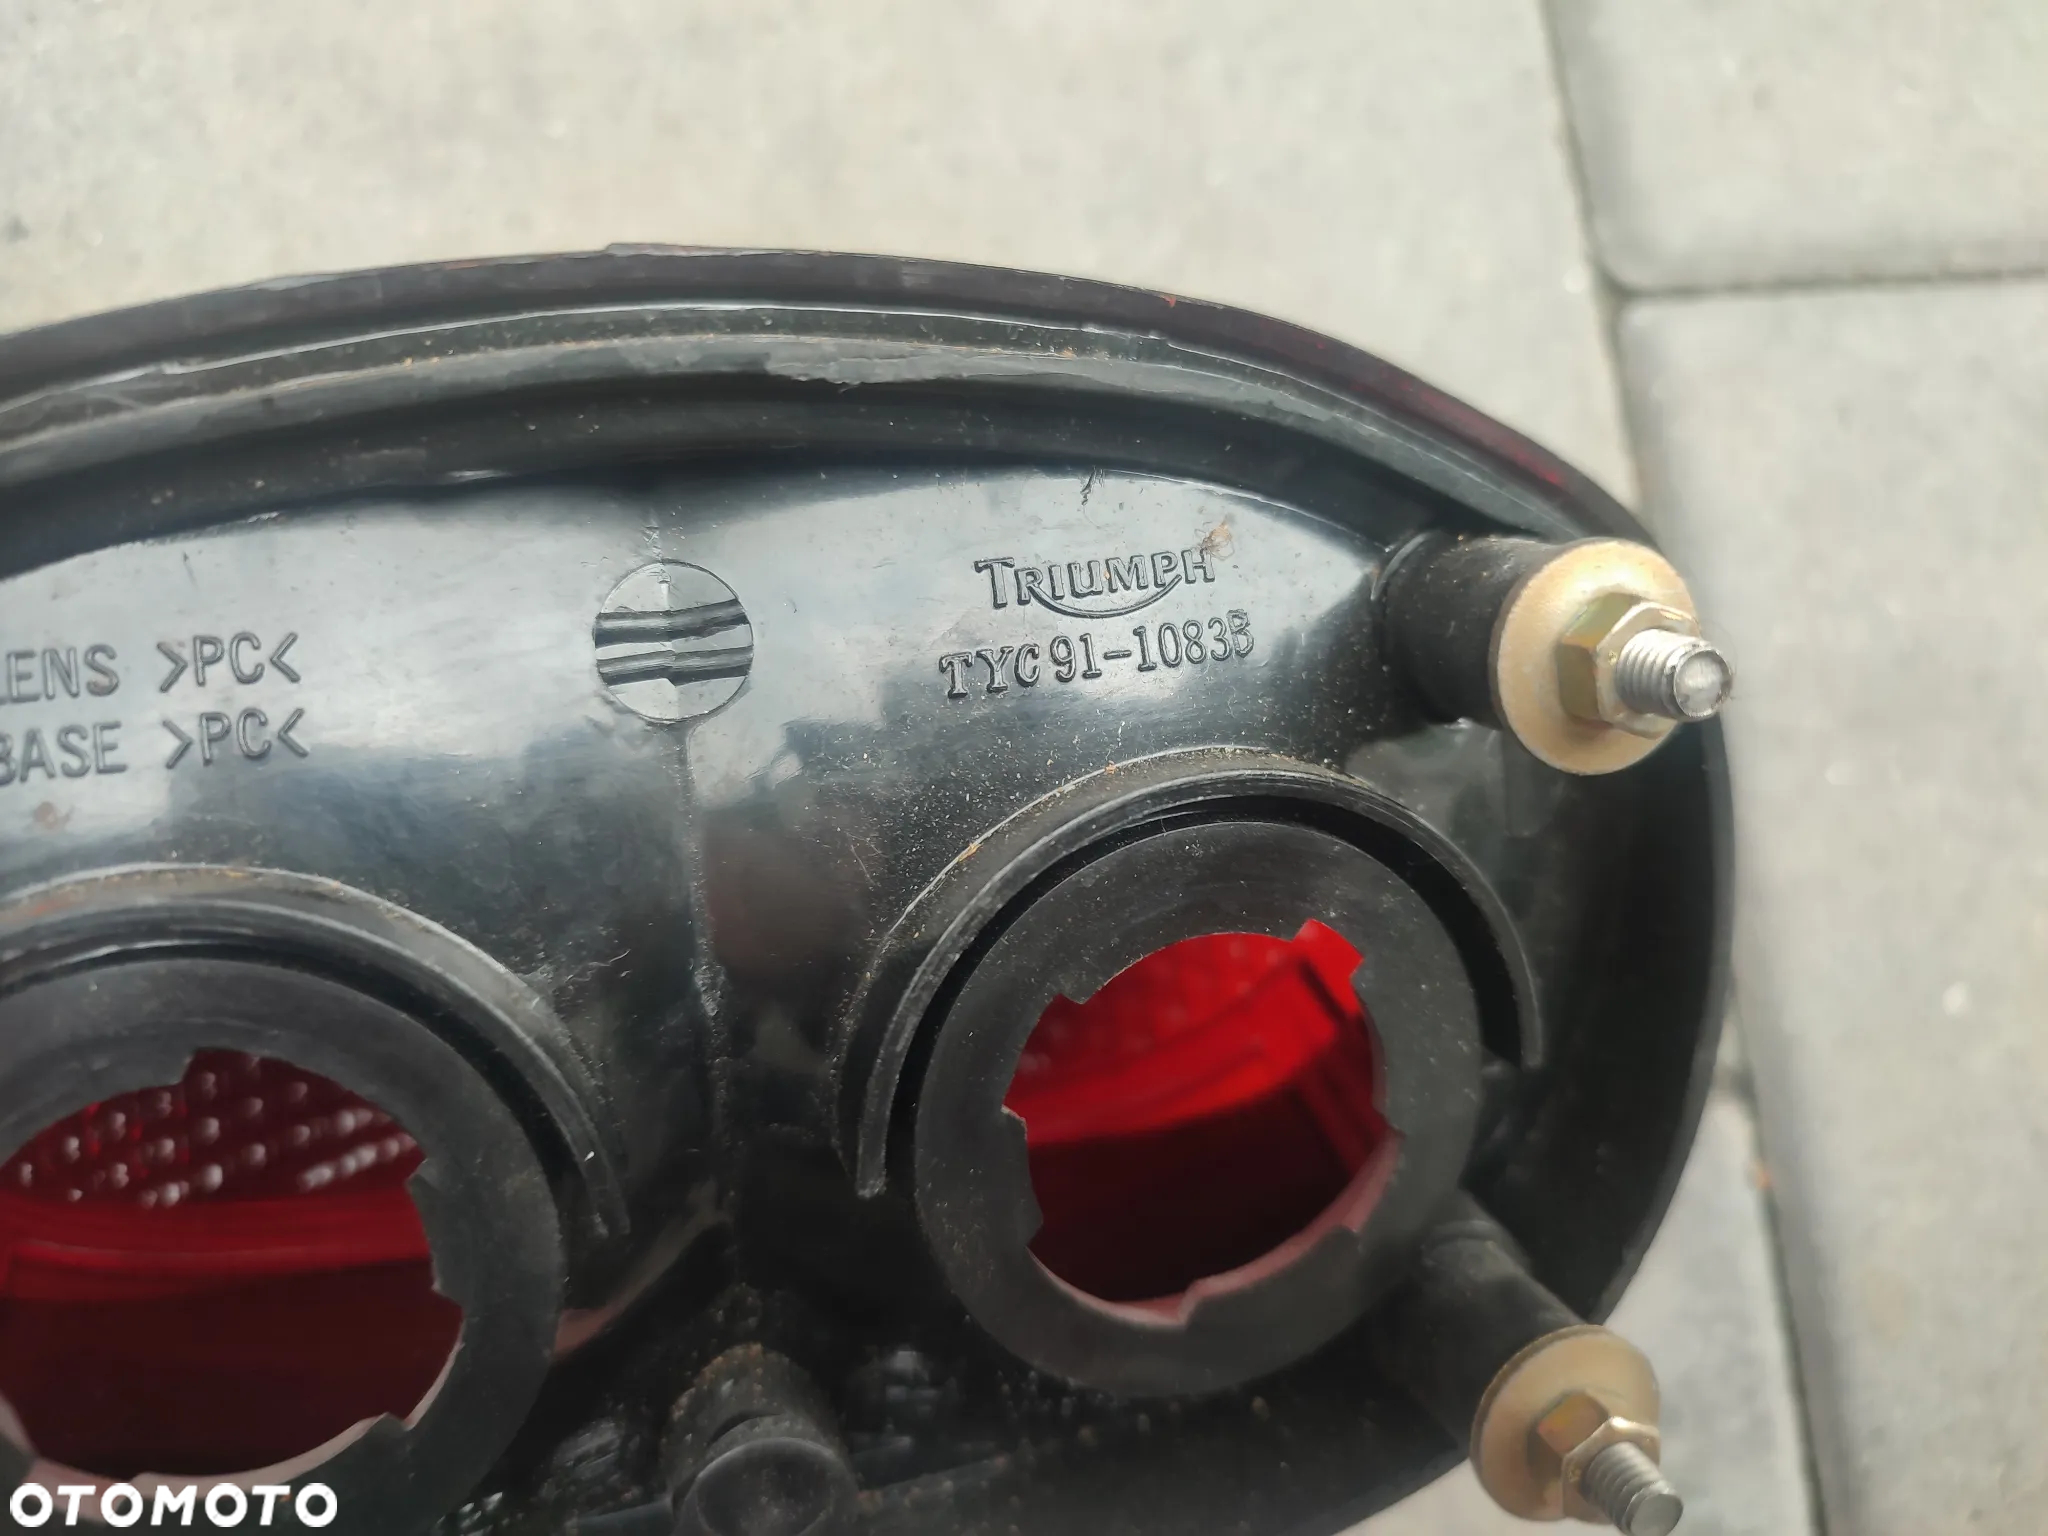 TRIUMPH
TYC 91-1083B
LENS >PC<
BASE >PC<
OTOMOTO